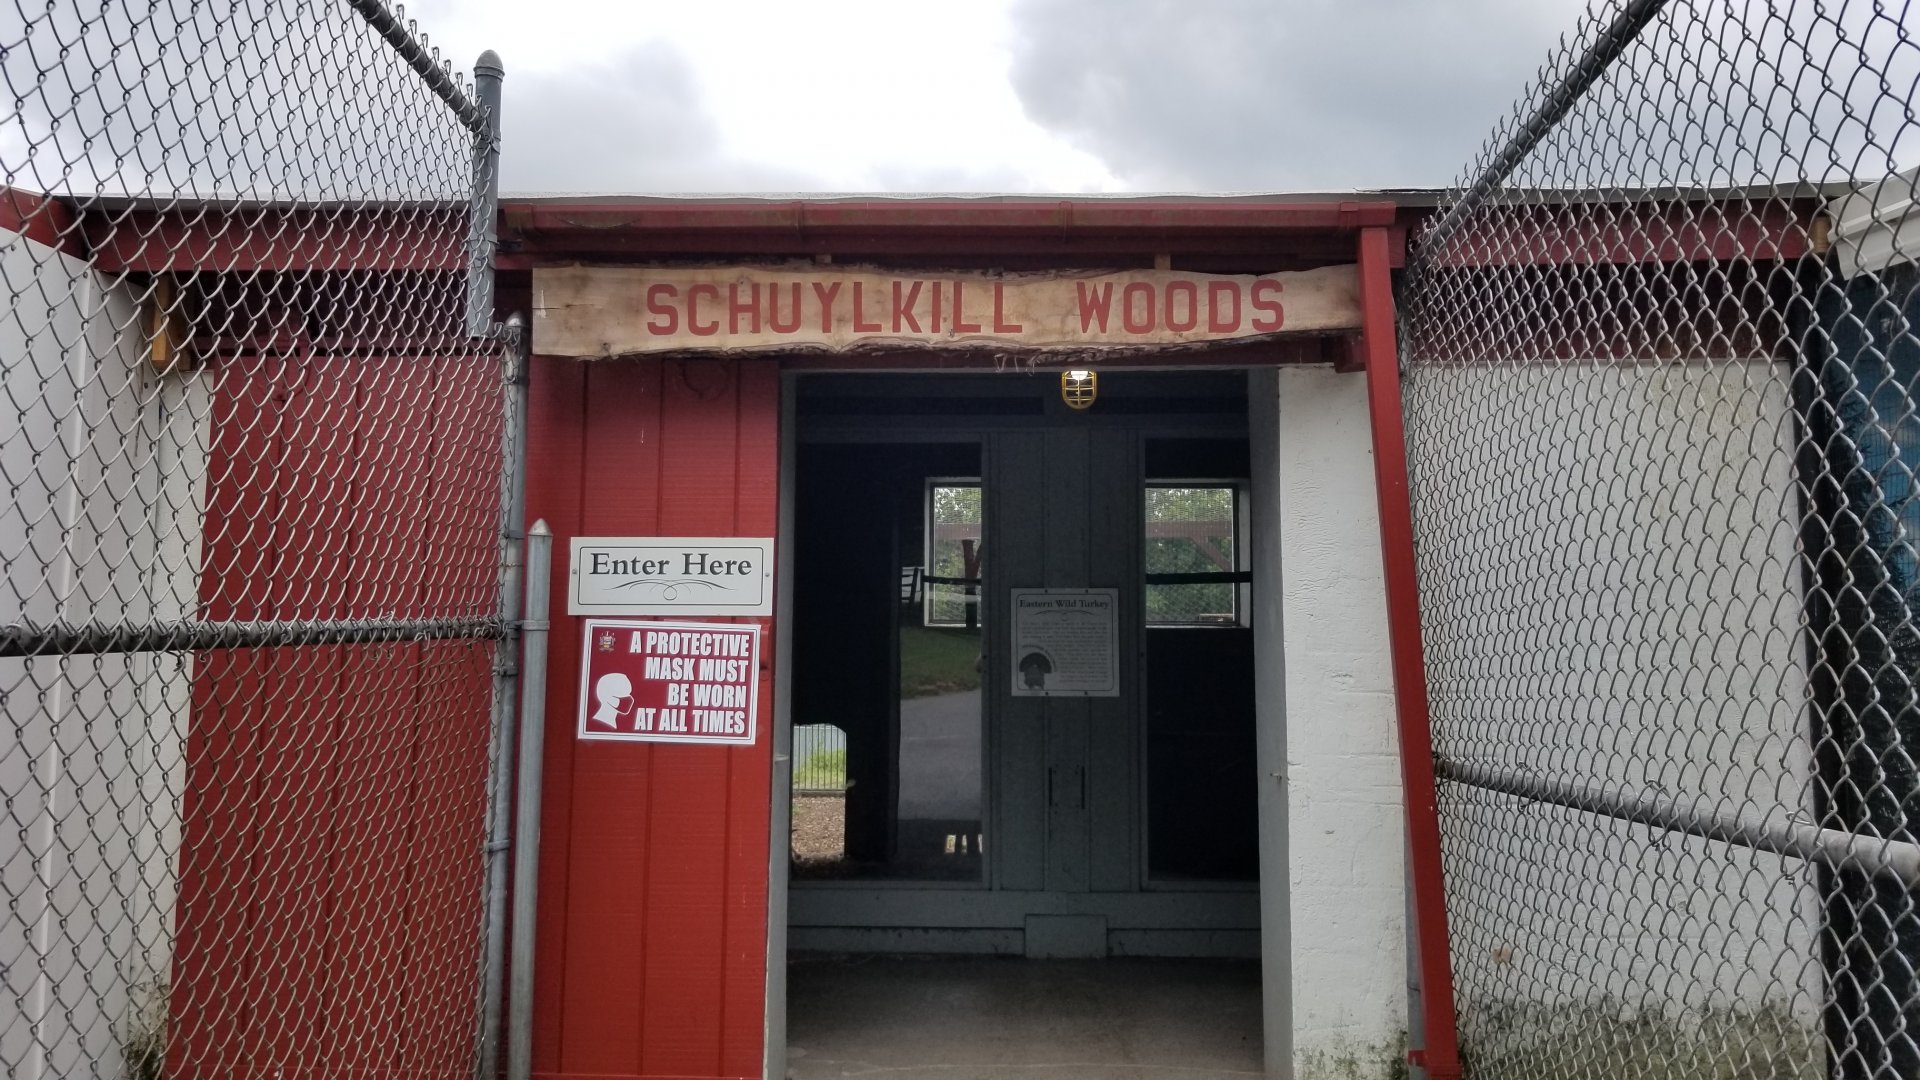 SCHUYLKILL WOODS
Enter Here
A PROTECTIVE
MASK MUST
BE WORN
AT ALL TIMES
Eastern Wild Turkey